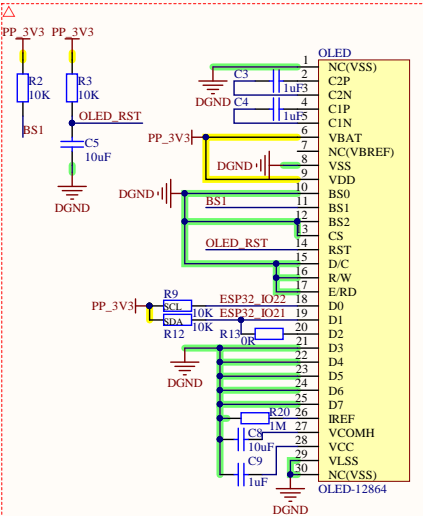 PP_3V3 PP_3V3
R2 10K
R3 10K
BS1
OLED_RST
C5 10uF
DGND
OLED
1 NC(VSS)
2 C2P
3 C2N
4 C1P
5 C1N
6 VBAT
7 NC(VBREF)
8 VSS
9 VDD
10 BS0
11 BS1
12 BS2
13 CS
14 RST
15 D/C
16 R/W
17 E/RD
18 D0
19 D1
20 D2
21 D3
22 D4
23 D5
24 D6
25 D7
26 IREF
27 VCOMH
28 VCC
29 VLSS
30 NC(VSS)
OLED-12864
C3 1uF
DGND
C4 1uF
PP_3V3
DGND
DGND
BS1
OLED_RST
PP_3V3
R9 SCL 10K
ESP32_IO22
SDA 10K R12
ESP32_IO21
R13 0R
DGND
R20 1M
C8 10uF
C9 1uF
DGND